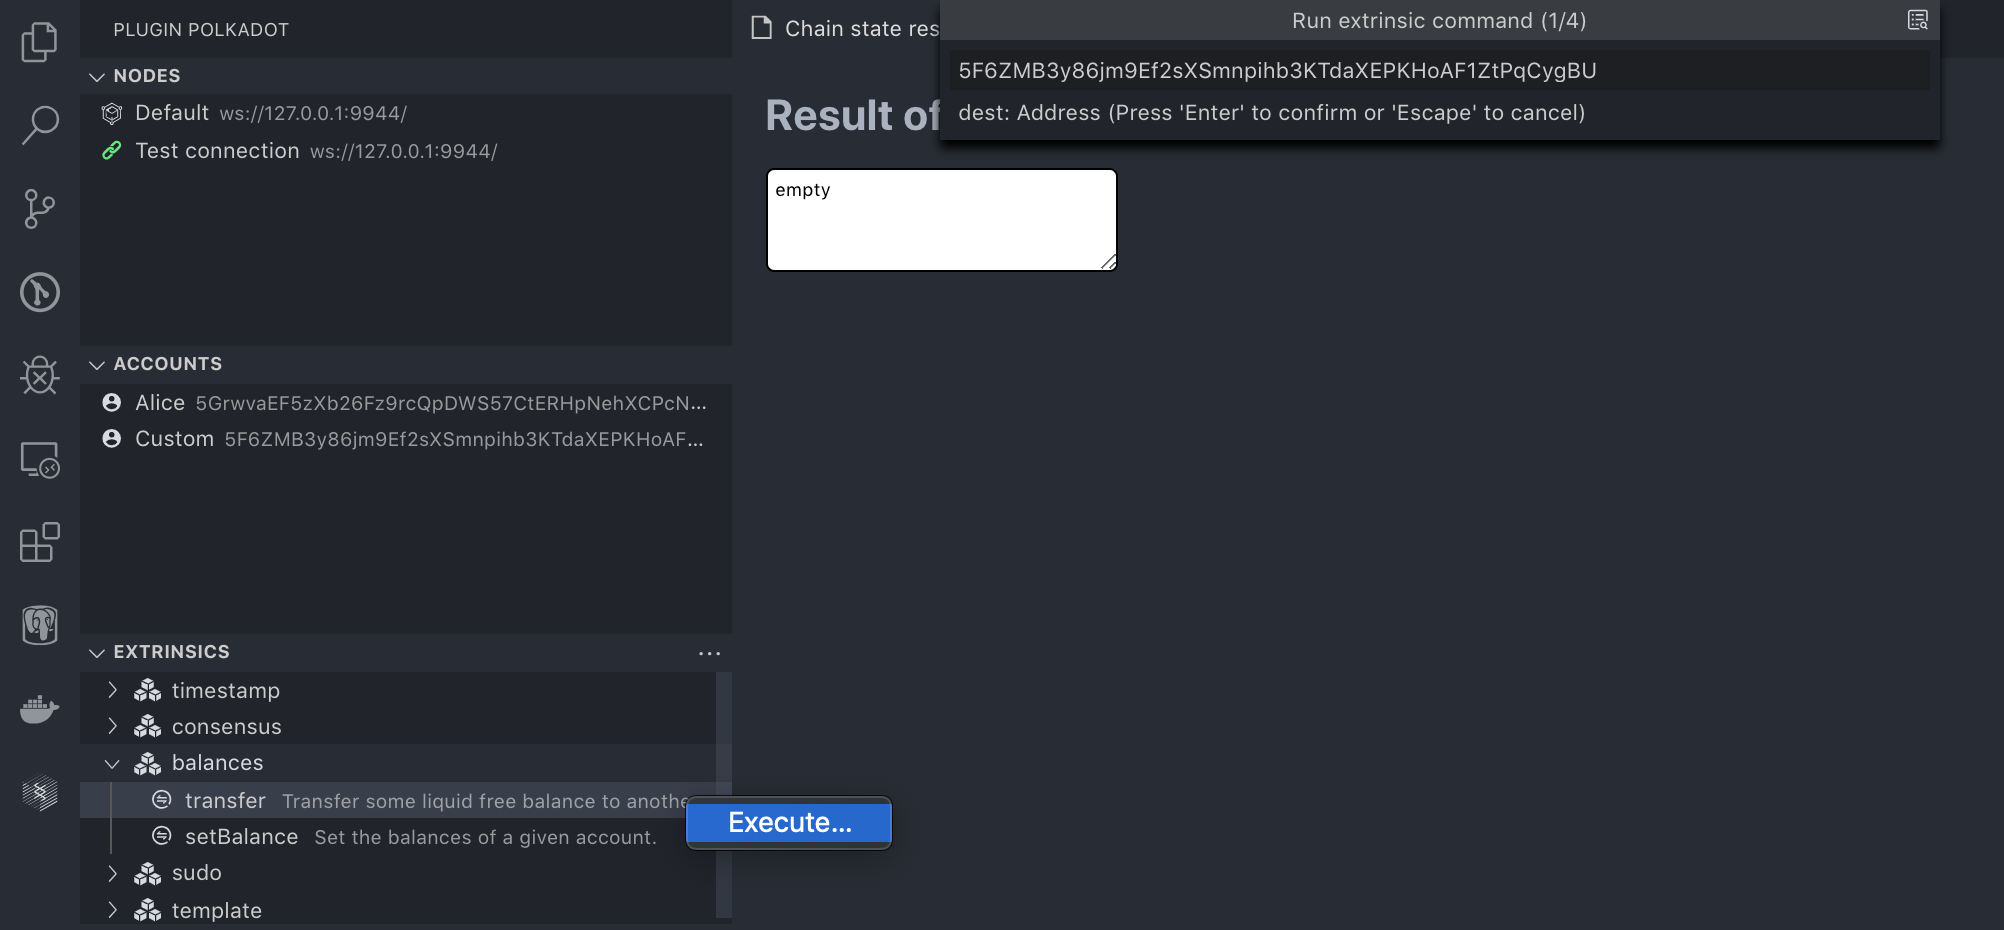 PLUGIN POLKADOT
NODES
Default ws://127.0.0.1:9944/
Test connection ws://127.0.0.1:9944/
ACCOUNTS
Alice 5GrwvaEF5zXb26Fz9rcQpDWS57CtERHpNehXCPcN...
Custom 5F6ZMB3y86jm9Ef2sXSmnpihb3KTdaXEPKHoAF...
EXTRINSICS
timestamp
consensus
balances
transfer Transfer some liquid free balance to anothe
setBalance Set the balances of a given account.
sudo
template
Execute...
Chain state res
Result of
empty
Run extrinsic command (1/4)
5F6ZMB3y86jm9Ef2sXSmnpihb3KTdaXEPKHoAF1ZtPqCygBU
dest: Address (Press 'Enter' to confirm or 'Escape' to cancel)